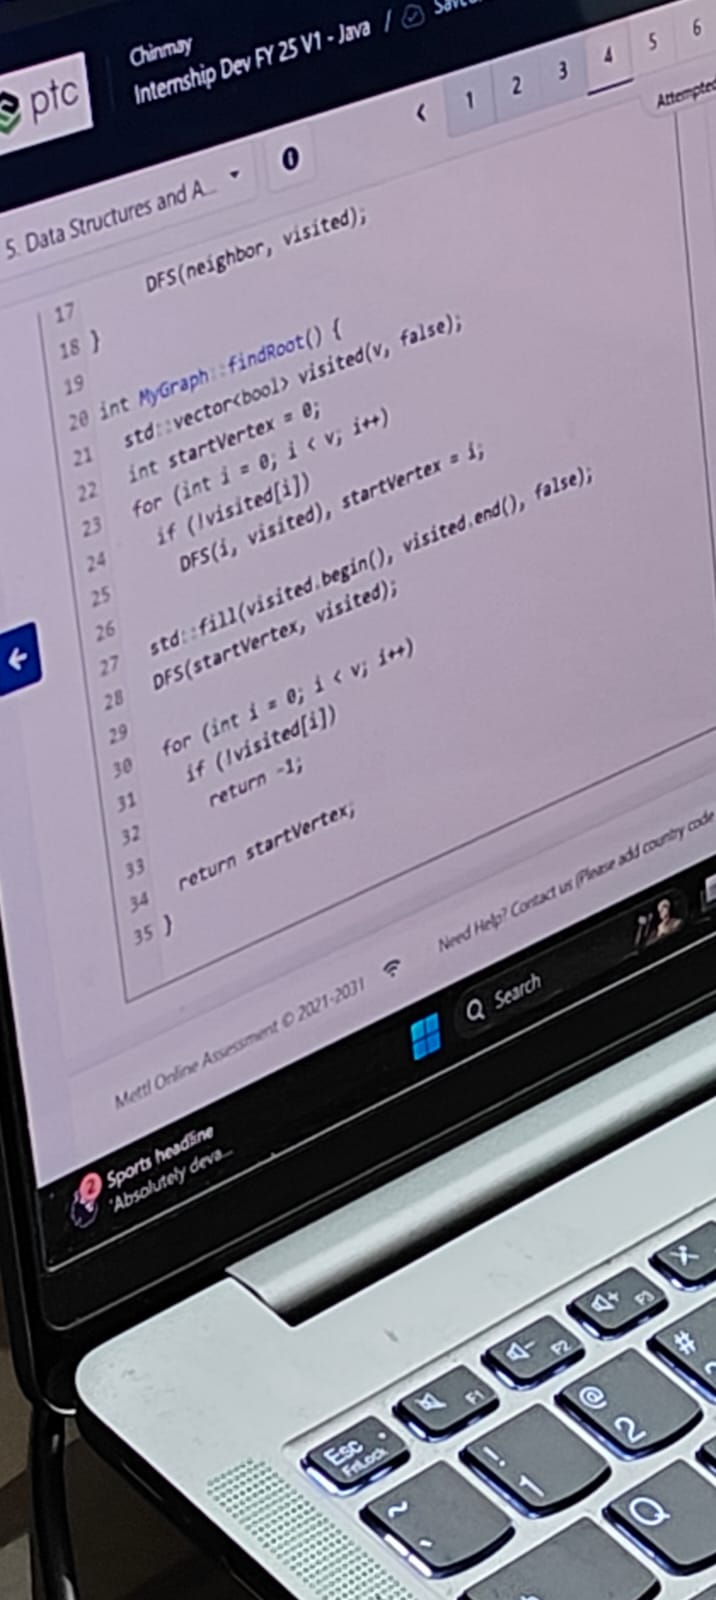 Chinmay
Internship Dev FY 25 V1 - Java /
ptc
1 2 3 4 5 6
Attempted
5. Data Structures and A...
DFS(neighbor, visited);
17
18 }
19
20 int MyGraph::findRoot() {
21 std::vector<bool> visited(v, false);
22 int startVertex = 0;
23 for (int i = 0; i < v; i++)
24 if (!visited[i])
25 DFS(i, visited), startVertex = i;
26
27 std::fill(visited.begin(), visited.end(), false);
28 DFS(startVertex, visited);
29
30 for (int i = 0; i < v; i++)
31 if (!visited[i])
32 return -1;
33
34 return startVertex;
35 }
Mettl Online Assessment © 2021-2031
Need Help? Contact us (Please add country code
Search
2
Sports headline
'Absolutely deva...
Esc
FnLock
F1
F2
F3
~
!
1
@
2
#
Q